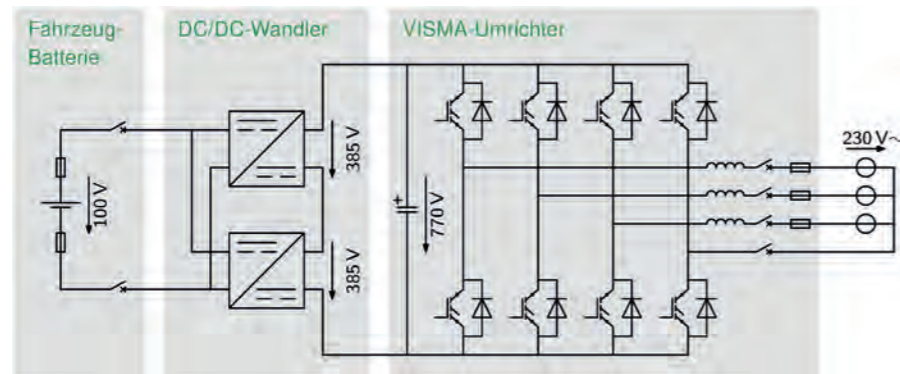 Fahrzeug-
Batterie
DC/DC-Wandler
VISMA-Umrichter
100 V
385 V
385 V
+
770 V
230 V~